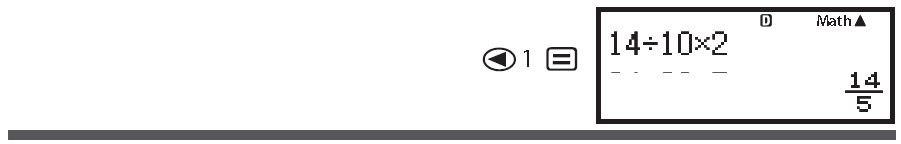 D Math▲
14÷10×2
◀ 1 =
14
5